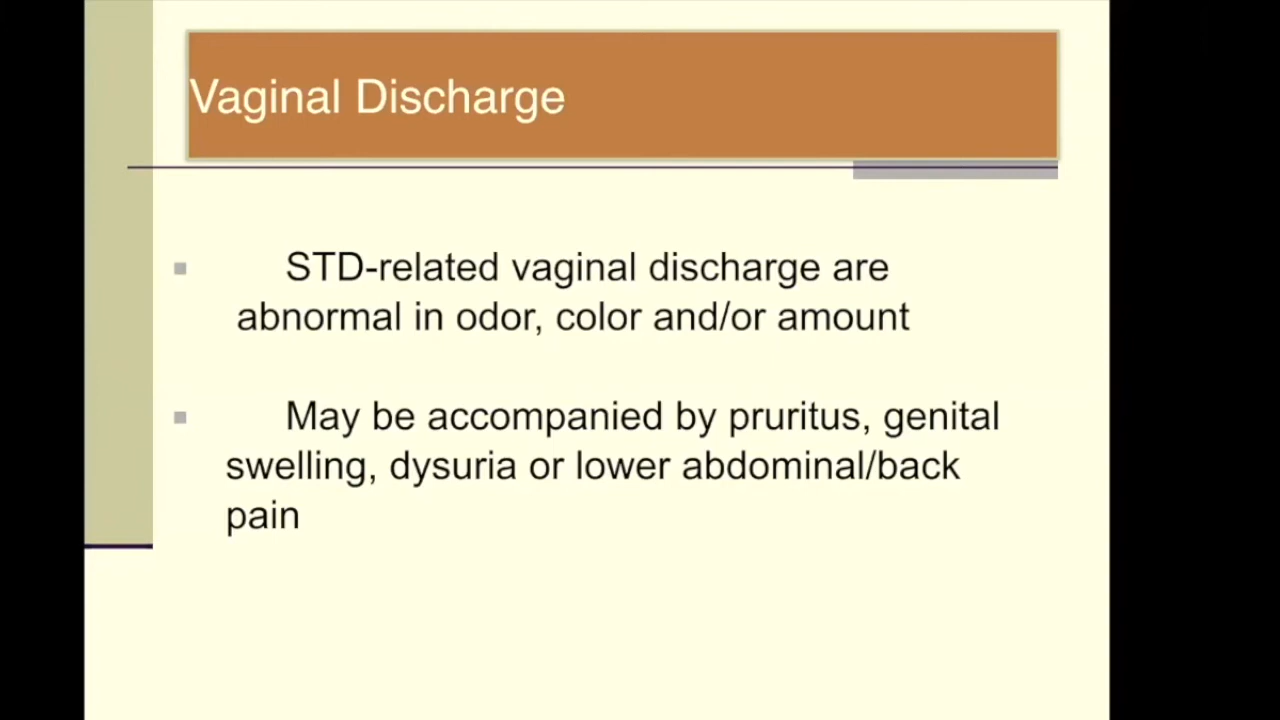 Vaginal Discharge
STD-related vaginal discharge are
abnormal in odor, color and/or amount
May be accompanied by pruritus, genital
swelling, dysuria or lower abdominal/back
pain